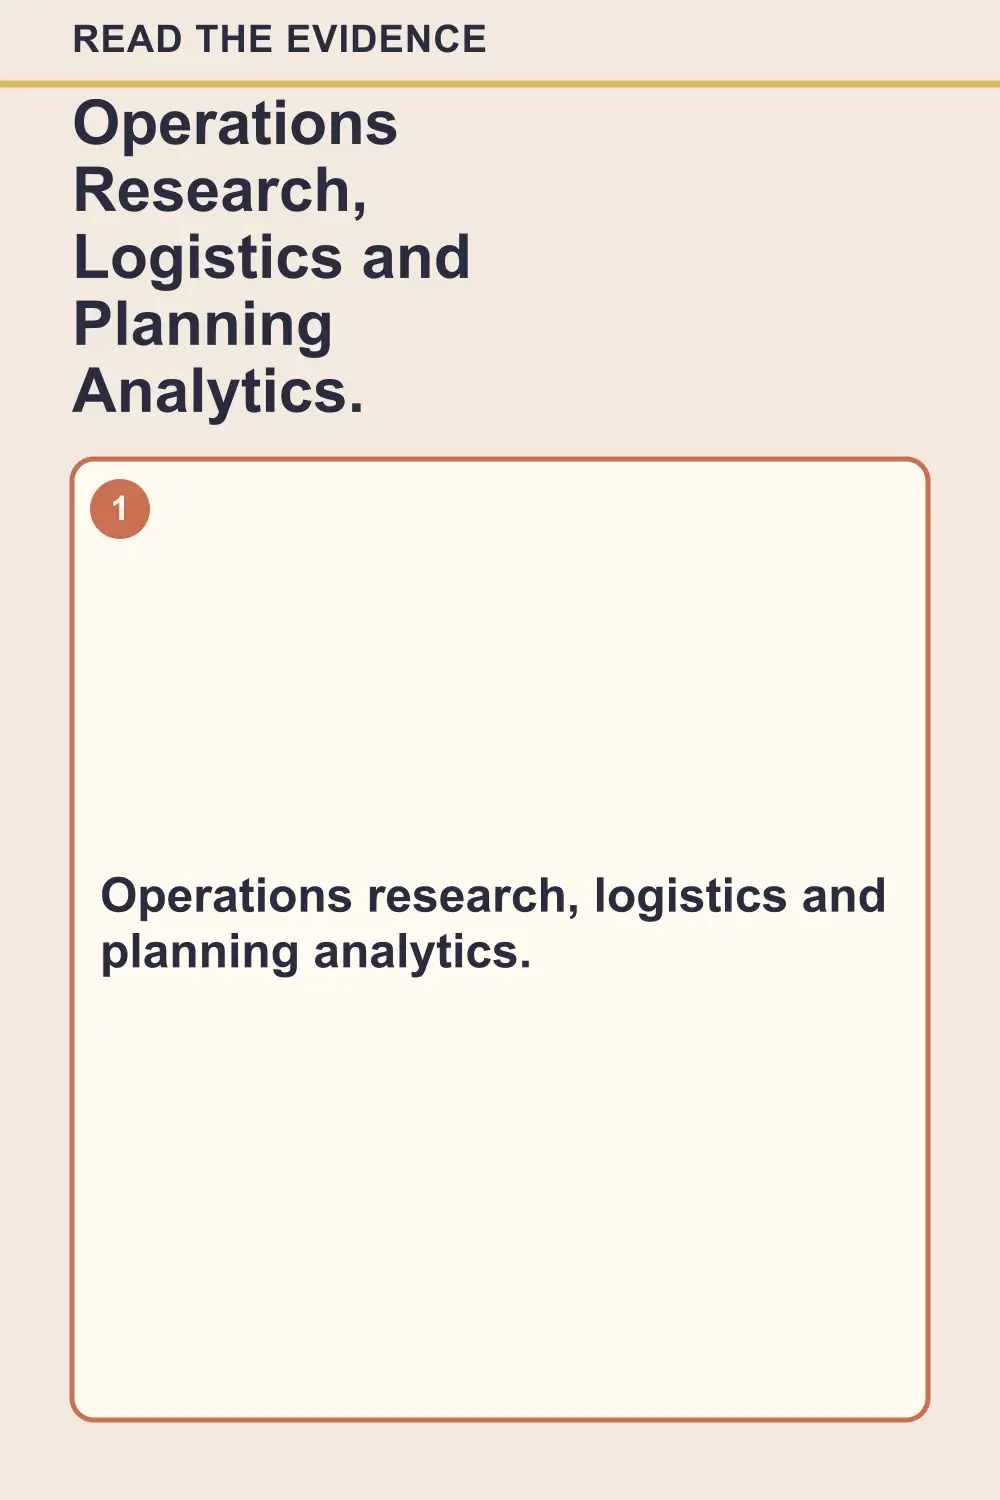 READ THE EVIDENCE
Operations
Research,
Logistics and
Planning
Analytics.
1
Operations research, logistics and
planning analytics.